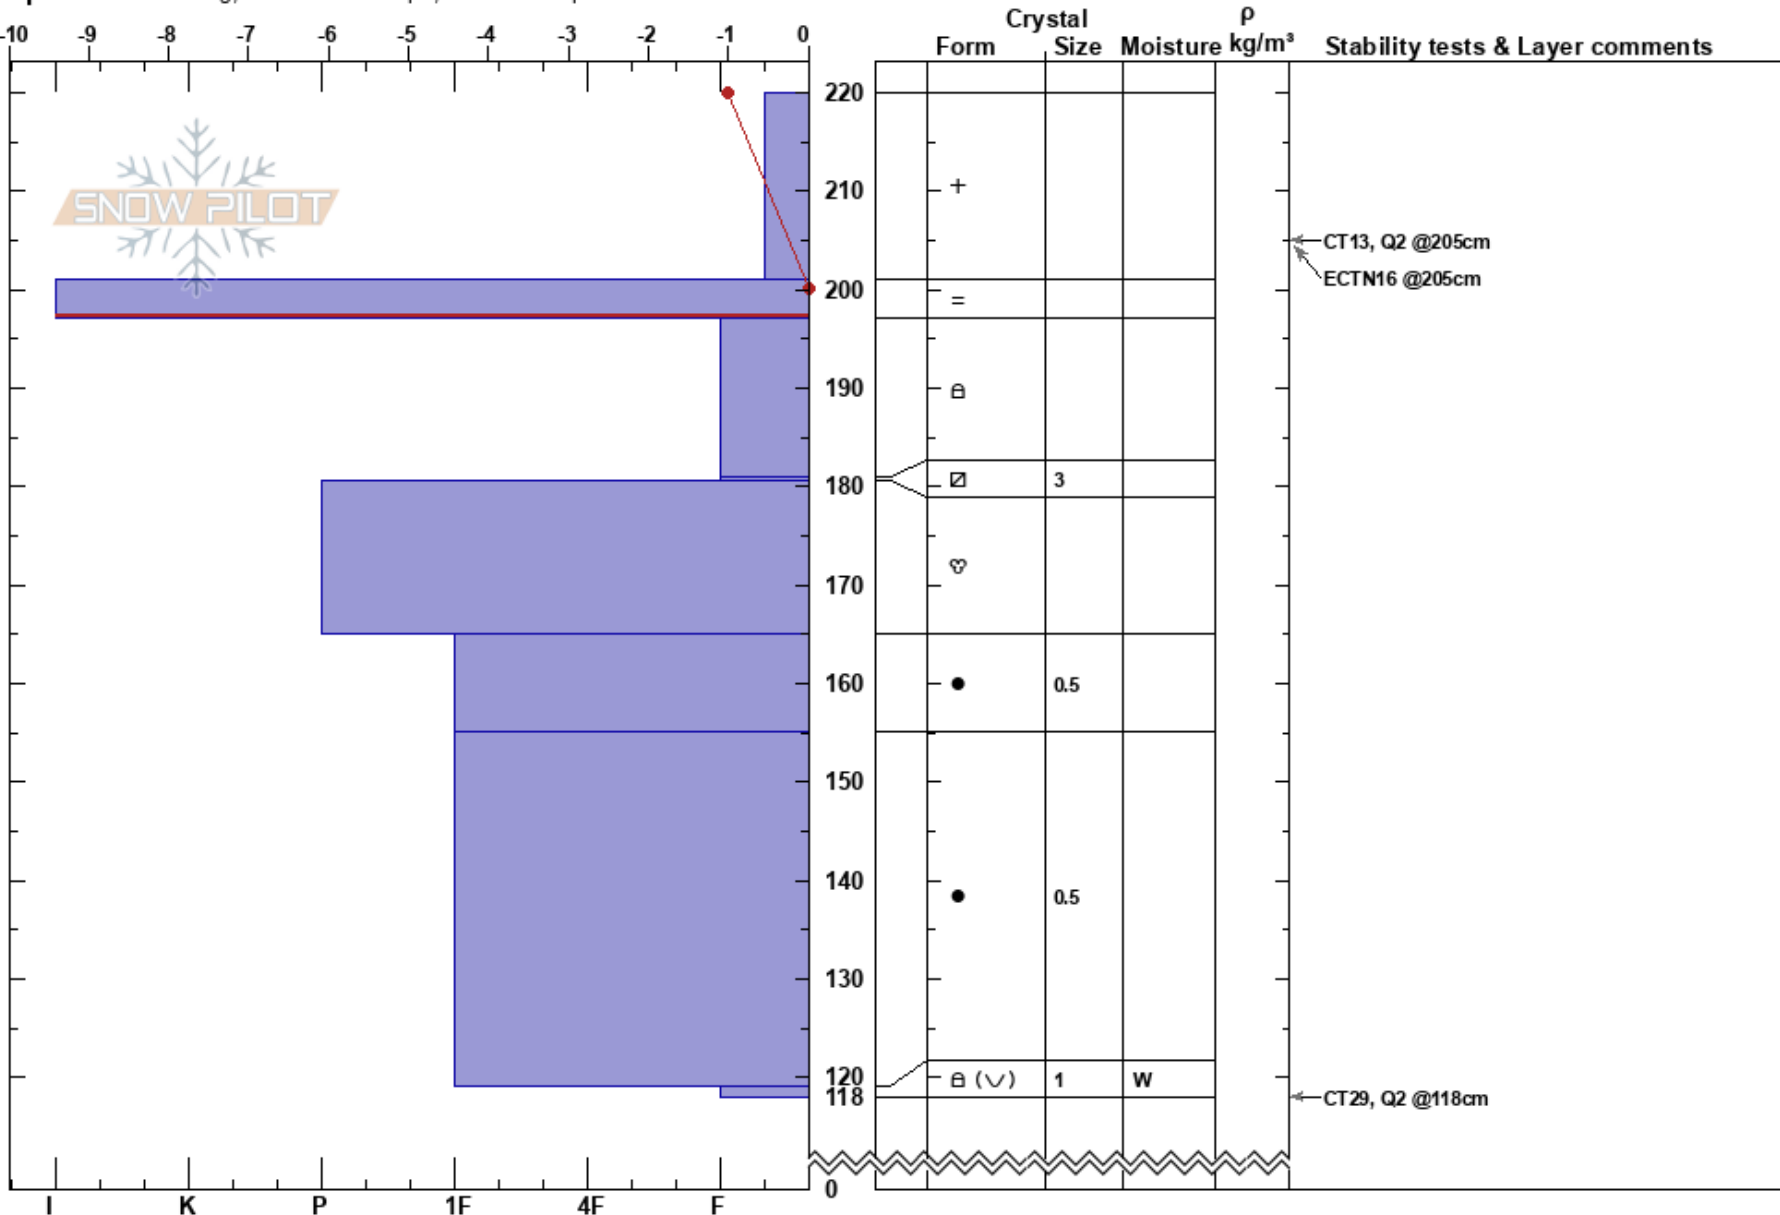 -10 -9 -8 -7 -6 -5 -4 -3 -2 -1 0
Crystal
Form Size Moisture
ρ
kg/m³
Stability tests & Layer comments
SNOW PILOT
220
210
+
CT13, Q2 @205cm
ECTN16 @205cm
200
=
190
180
3
170
160
0.5
150
140
0.5
130
120
1
W
118
CT29, Q2 @118cm
0
I K P 1F 4F F